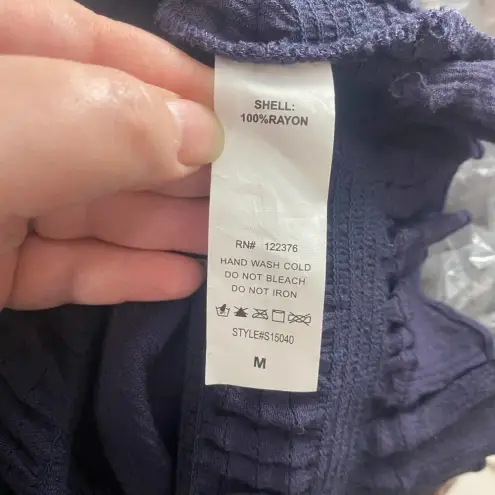 SHELL:
100%RAYON
RN# 122376
HAND WASH COLD
DO NOT BLEACH
DO NOT IRON
STYLE#S15040
M